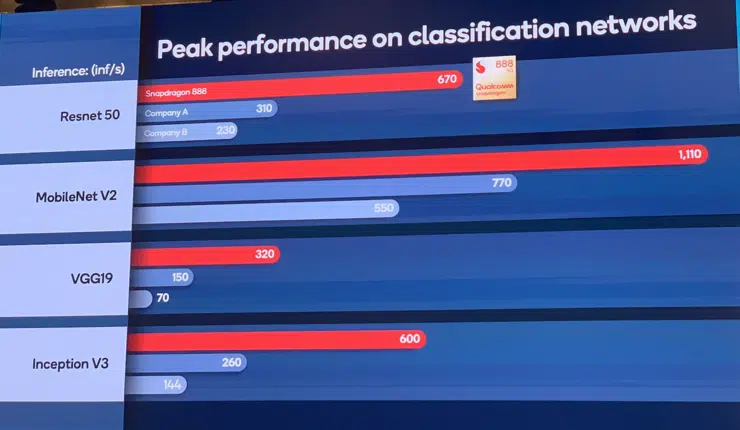 Peak performance on classification networks
Inference: (inf/s)
888
5G
Qualcomm
snapdragon
Resnet 50
Snapdragon 888
670
Company A
310
Company B
230
MobileNet V2
1,110
770
550
VGG19
320
150
70
Inception V3
600
260
144